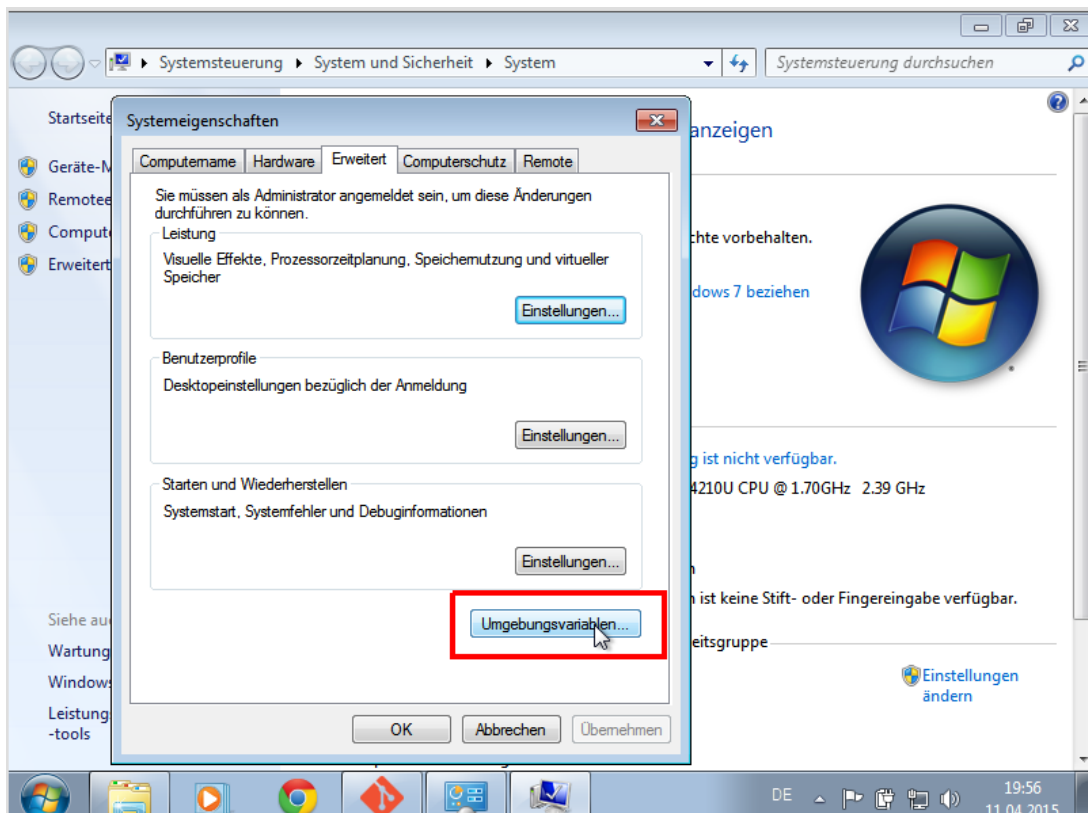 Systemsteuerung ▸ System und Sicherheit ▸ System
Systemsteuerung durchsuchen
Startseite
Geräte-M
Remotee
Compute
Erweitert
Siehe au
Wartung
Windows
Leistung
-tools
Systemeigenschaften
Computername Hardware Erweitert Computerschutz Remote
Sie müssen als Administrator angemeldet sein, um diese Änderungen
durchführen zu können.
Leistung
Visuelle Effekte, Prozessorzeitplanung, Speichernutzung und virtueller
Speicher
Einstellungen...
Benutzerprofile
Desktopeinstellungen bezüglich der Anmeldung
Einstellungen...
Starten und Wiederherstellen
Systemstart, Systemfehler und Debuginformationen
Einstellungen...
Umgebungsvariablen...
OK Abbrechen Übernehmen
anzeigen
chte vorbehalten.
dows 7 beziehen
g ist nicht verfügbar.
4210U CPU @ 1.70GHz 2.39 GHz
n ist keine Stift- oder Fingereingabe verfügbar.
eitsgruppe
Einstellungen
ändern
DE
19:56
11.04.2015